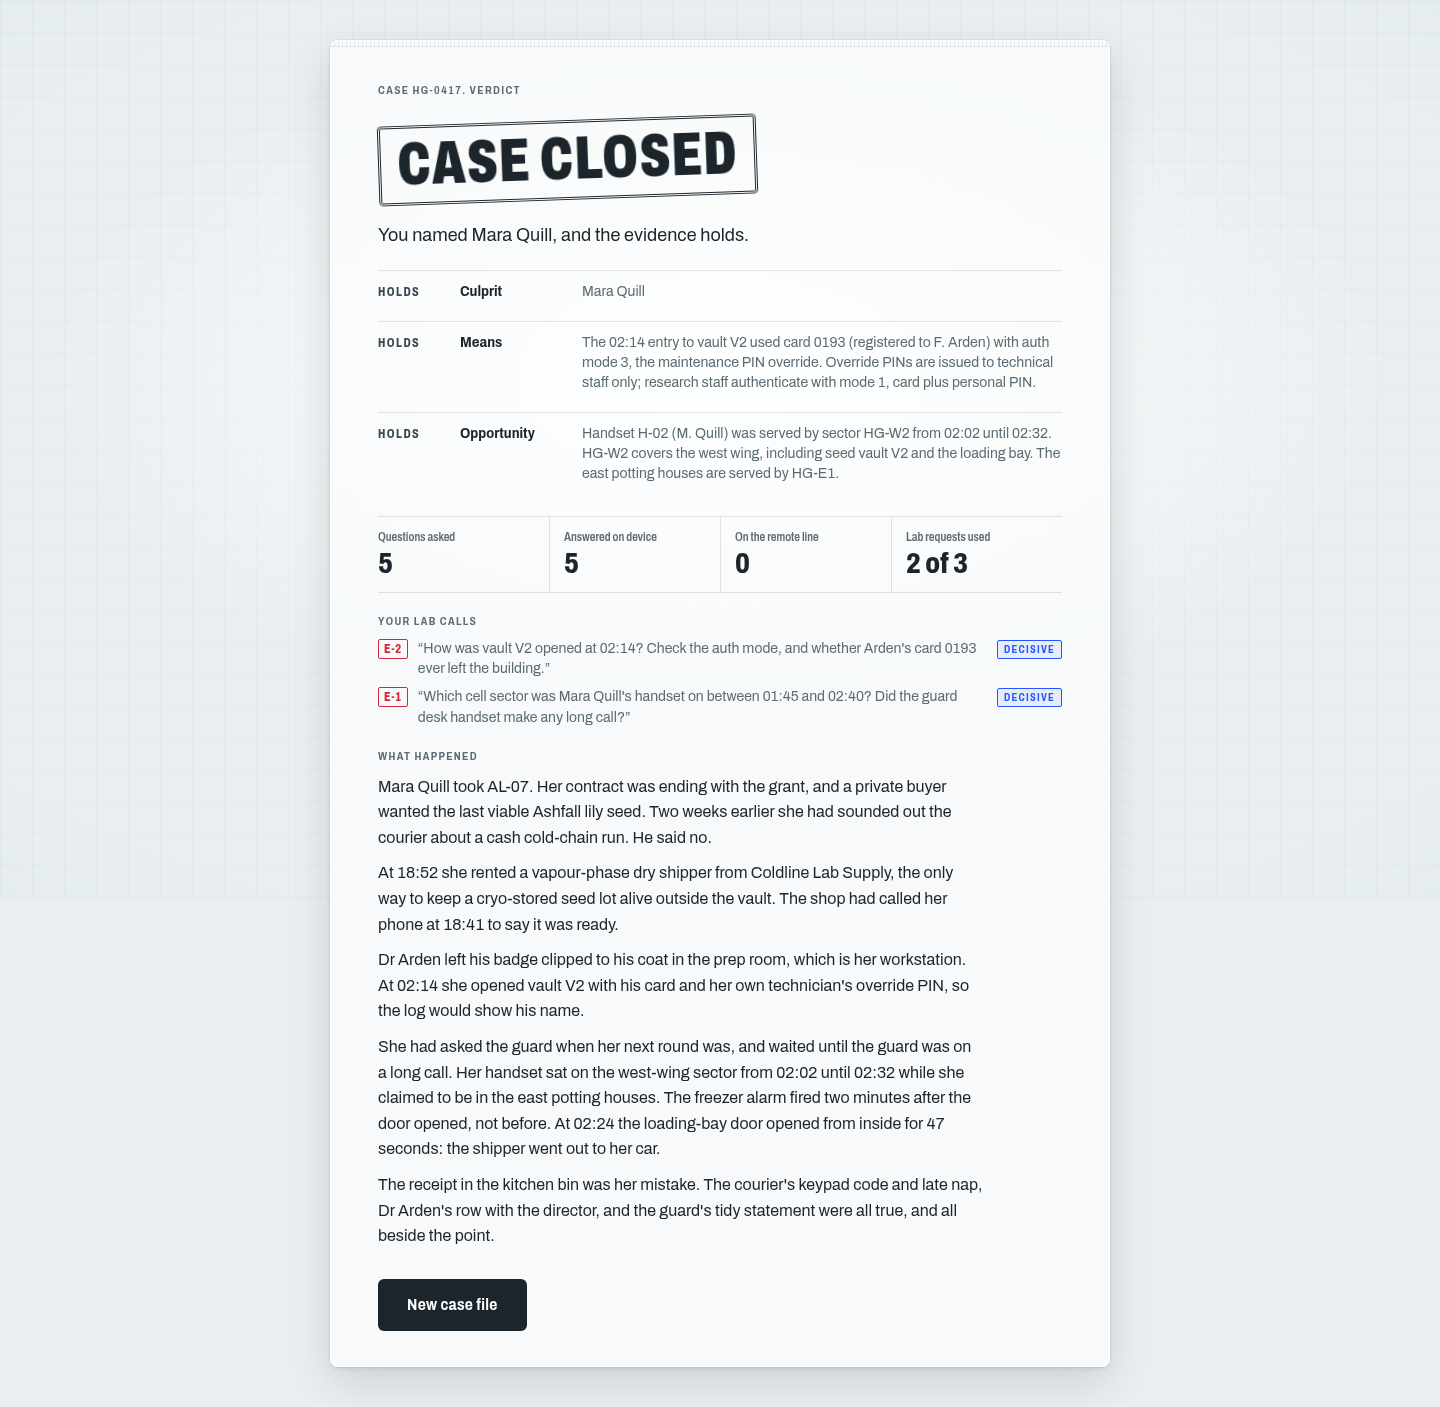 CASE HG-0417. VERDICT
CASE CLOSED
You named Mara Quill, and the evidence holds.
HOLDS Culprit Mara Quill
HOLDS Means The 02:14 entry to vault V2 used card 0193 (registered to F. Arden) with auth
mode 3, the maintenance PIN override. Override PINs are issued to technical
staff only; research staff authenticate with mode 1, card plus personal PIN.
HOLDS Opportunity Handset H-02 (M. Quill) was served by sector HG-W2 from 02:02 until 02:32.
HG-W2 covers the west wing, including seed vault V2 and the loading bay. The
east potting houses are served by HG-E1.
Questions asked Answered on device On the remote line Lab requests used
5 5 0 2 of 3
YOUR LAB CALLS
E-2 “How was vault V2 opened at 02:14? Check the auth mode, and whether Arden's card 0193 DECISIVE
ever left the building.”
E-1 “Which cell sector was Mara Quill's handset on between 01:45 and 02:40? Did the guard DECISIVE
desk handset make any long call?”
WHAT HAPPENED
Mara Quill took AL-07. Her contract was ending with the grant, and a private buyer
wanted the last viable Ashfall lily seed. Two weeks earlier she had sounded out the
courier about a cash cold-chain run. He said no.
At 18:52 she rented a vapour-phase dry shipper from Coldline Lab Supply, the only
way to keep a cryo-stored seed lot alive outside the vault. The shop had called her
phone at 18:41 to say it was ready.
Dr Arden left his badge clipped to his coat in the prep room, which is her workstation.
At 02:14 she opened vault V2 with his card and her own technician's override PIN, so
the log would show his name.
She had asked the guard when her next round was, and waited until the guard was on
a long call. Her handset sat on the west-wing sector from 02:02 until 02:32 while she
claimed to be in the east potting houses. The freezer alarm fired two minutes after the
door opened, not before. At 02:24 the loading-bay door opened from inside for 47
seconds: the shipper went out to her car.
The receipt in the kitchen bin was her mistake. The courier's keypad code and late nap,
Dr Arden's row with the director, and the guard's tidy statement were all true, and all
beside the point.
New case file